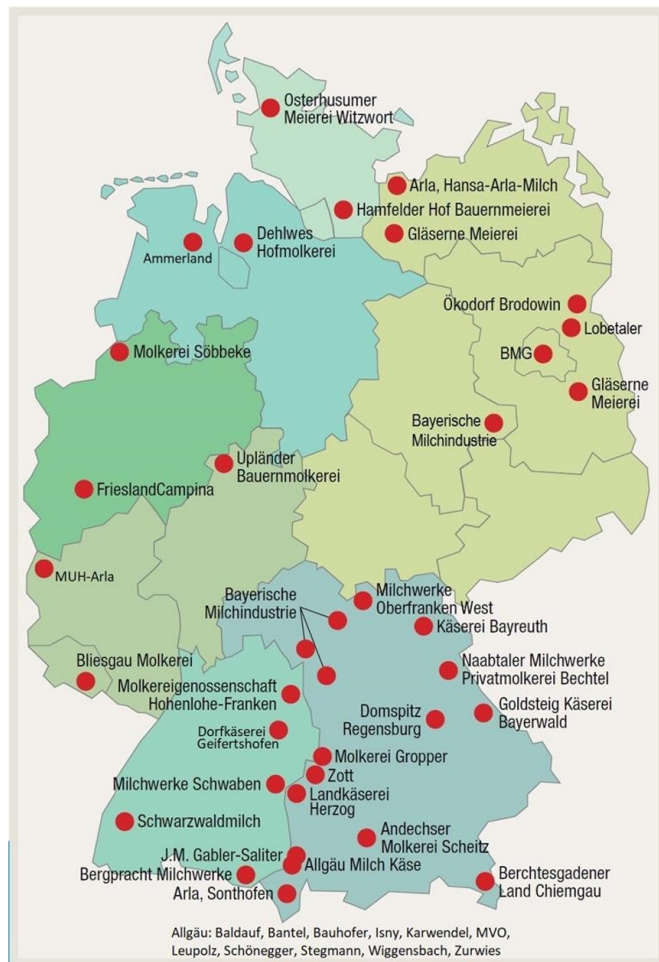 Osterhusumer
Meierei Witzwort
Arla, Hansa-Arla-Milch
Hamfelder Hof Bauernmeierei
Gläserne Meierei
Dehlwes
Hofmolkerei
Ammerland
Ökodorf Brodowin
Lobetaler
BMG
Gläserne
Meierei
Molkerei Söbbeke
Bayerische
Milchindustrie
Upländer
Bauernmolkerei
FrieslandCampina
MUH-Arla
Bayerische
Milchindustrie
Milchwerke
Oberfranken West
Käserei Bayreuth
Bliesgau Molkerei
Naabtaler Milchwerke
Privatmolkerei Bechtel
Molkereigenossenschaft
Hohenlohe-Franken
Goldsteig Käserei
Bayerwald
Domspitz
Regensburg
Dorfkäserei
Geifertshofen
Molkerei Gropper
Zott
Milchwerke Schwaben
Landkäserei
Herzog
Schwarzwaldmilch
Andechser
Molkerei Scheitz
J.M. Gabler-Saliter
Allgäu Milch Käse
Bergpracht Milchwerke
Arla, Sonthofen
Berchtesgadener
Land Chiemgau
Allgäu: Baldauf, Bantel, Bauhofer, Isny, Karwendel, MVO,
Leupolz, Schönegger, Stegmann, Wiggensbach, Zurwies